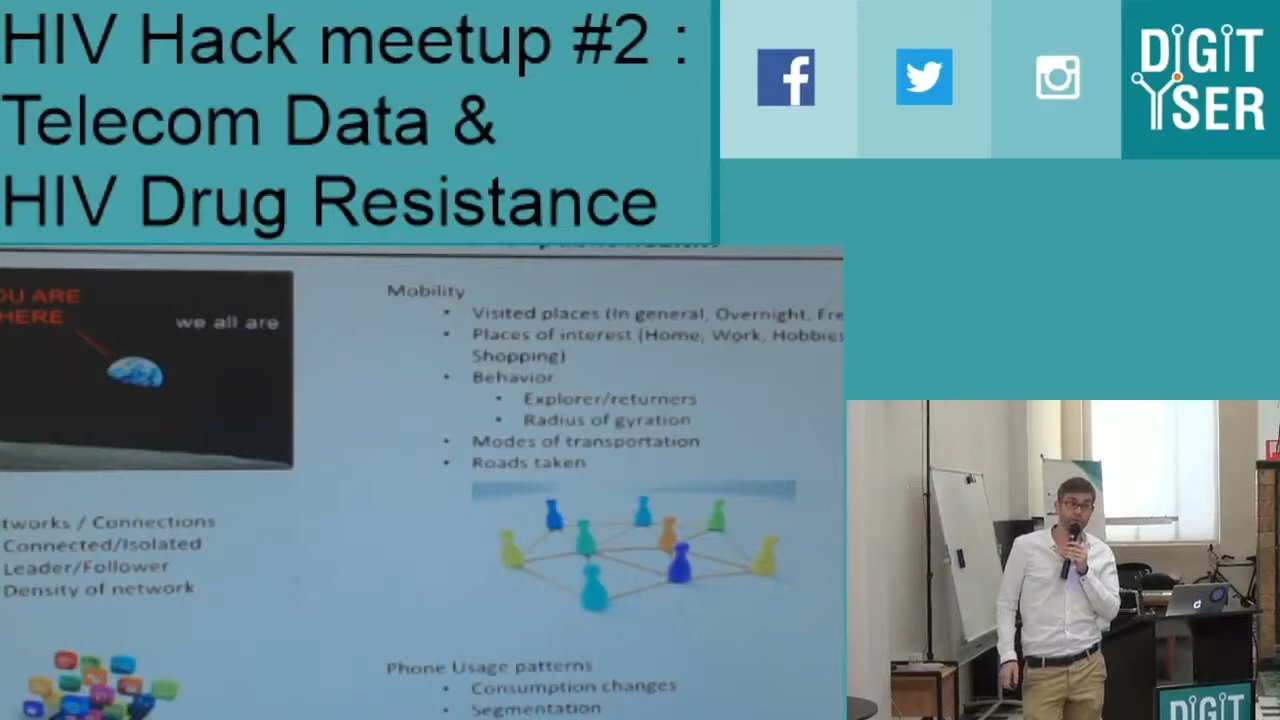 HIV Hack meetup #2 :
Telecom Data &
HIV Drug Resistance
DiGiT
YSER
OU ARE
HERE
we all are
Mobility
• Visited places (In general, Overnight, Fre
• Places of interest (Home, Work, Hobbies
Shopping)
• Behavior
• Explorer/returners
• Radius of gyration
• Modes of transportation
• Roads taken
tworks / Connections
Connected/Isolated
Leader/Follower
Density of network
Phone Usage patterns
• Consumption changes
• Segmentation
DiGiT